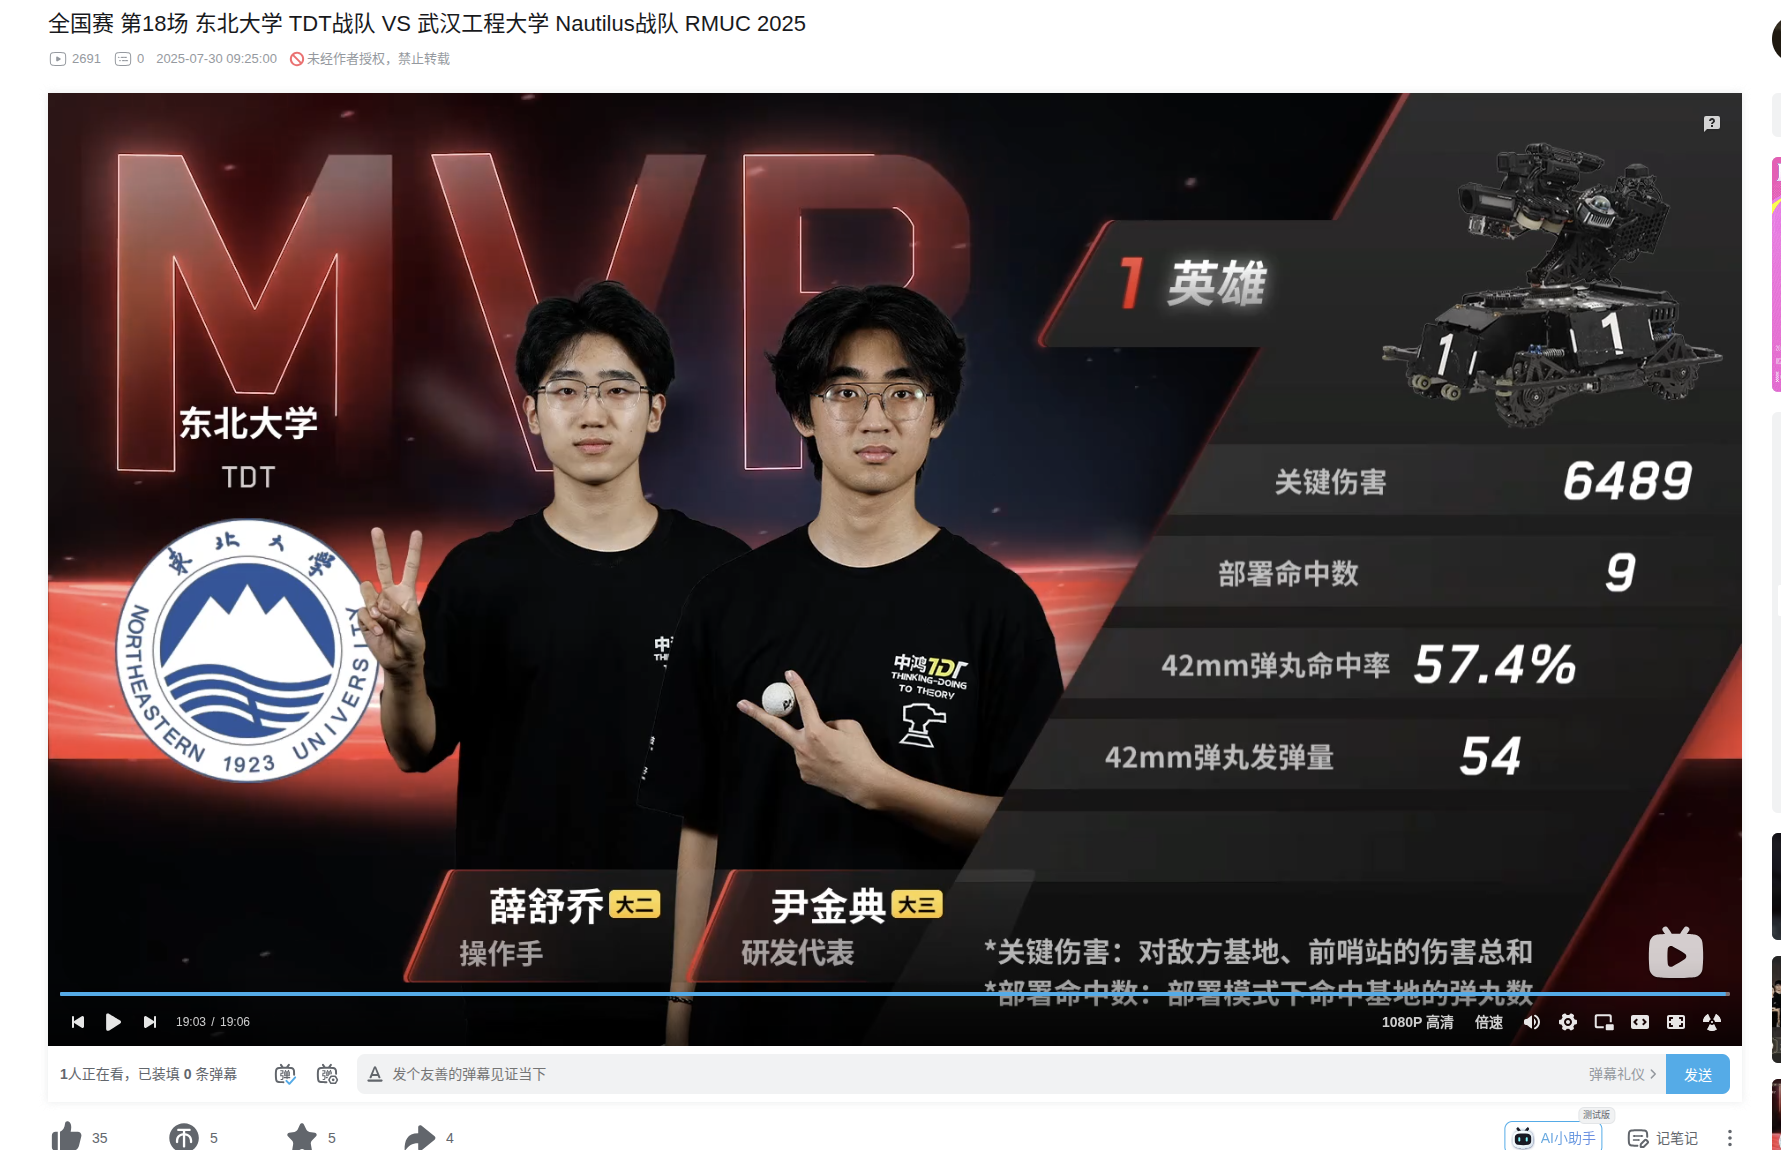 全国赛 第18场 东北大学 TDT战队 VS 武汉工程大学 Nautilus战队 RMUC 2025
2691 0 2025-07-30 09:25:00 未经作者授权，禁止转载
MVP
1 英雄
1 1
东北大学
TDT
关键伤害 6489
東北大學
NORTHEASTERN 1923 UNIVERSITY
部署命中数 9
42mm弹丸命中率 57.4%
中鸿TDT
THINKING-DOING
TO THEORY
42mm弹丸发弹量 54
薛舒乔 大二
操作手
尹金典 大三
研发代表
*关键伤害：对敌方基地、前哨站的伤害总和
*部署命中数：部署模式下命中基地的弹丸数
19:03 / 19:06
1080P 高清 倍速
1人正在看，已装填 0 条弹幕
弹 弹
发个友善的弹幕见证当下
弹幕礼仪
发送
35 5 5 4
测试版
AI小助手 记笔记